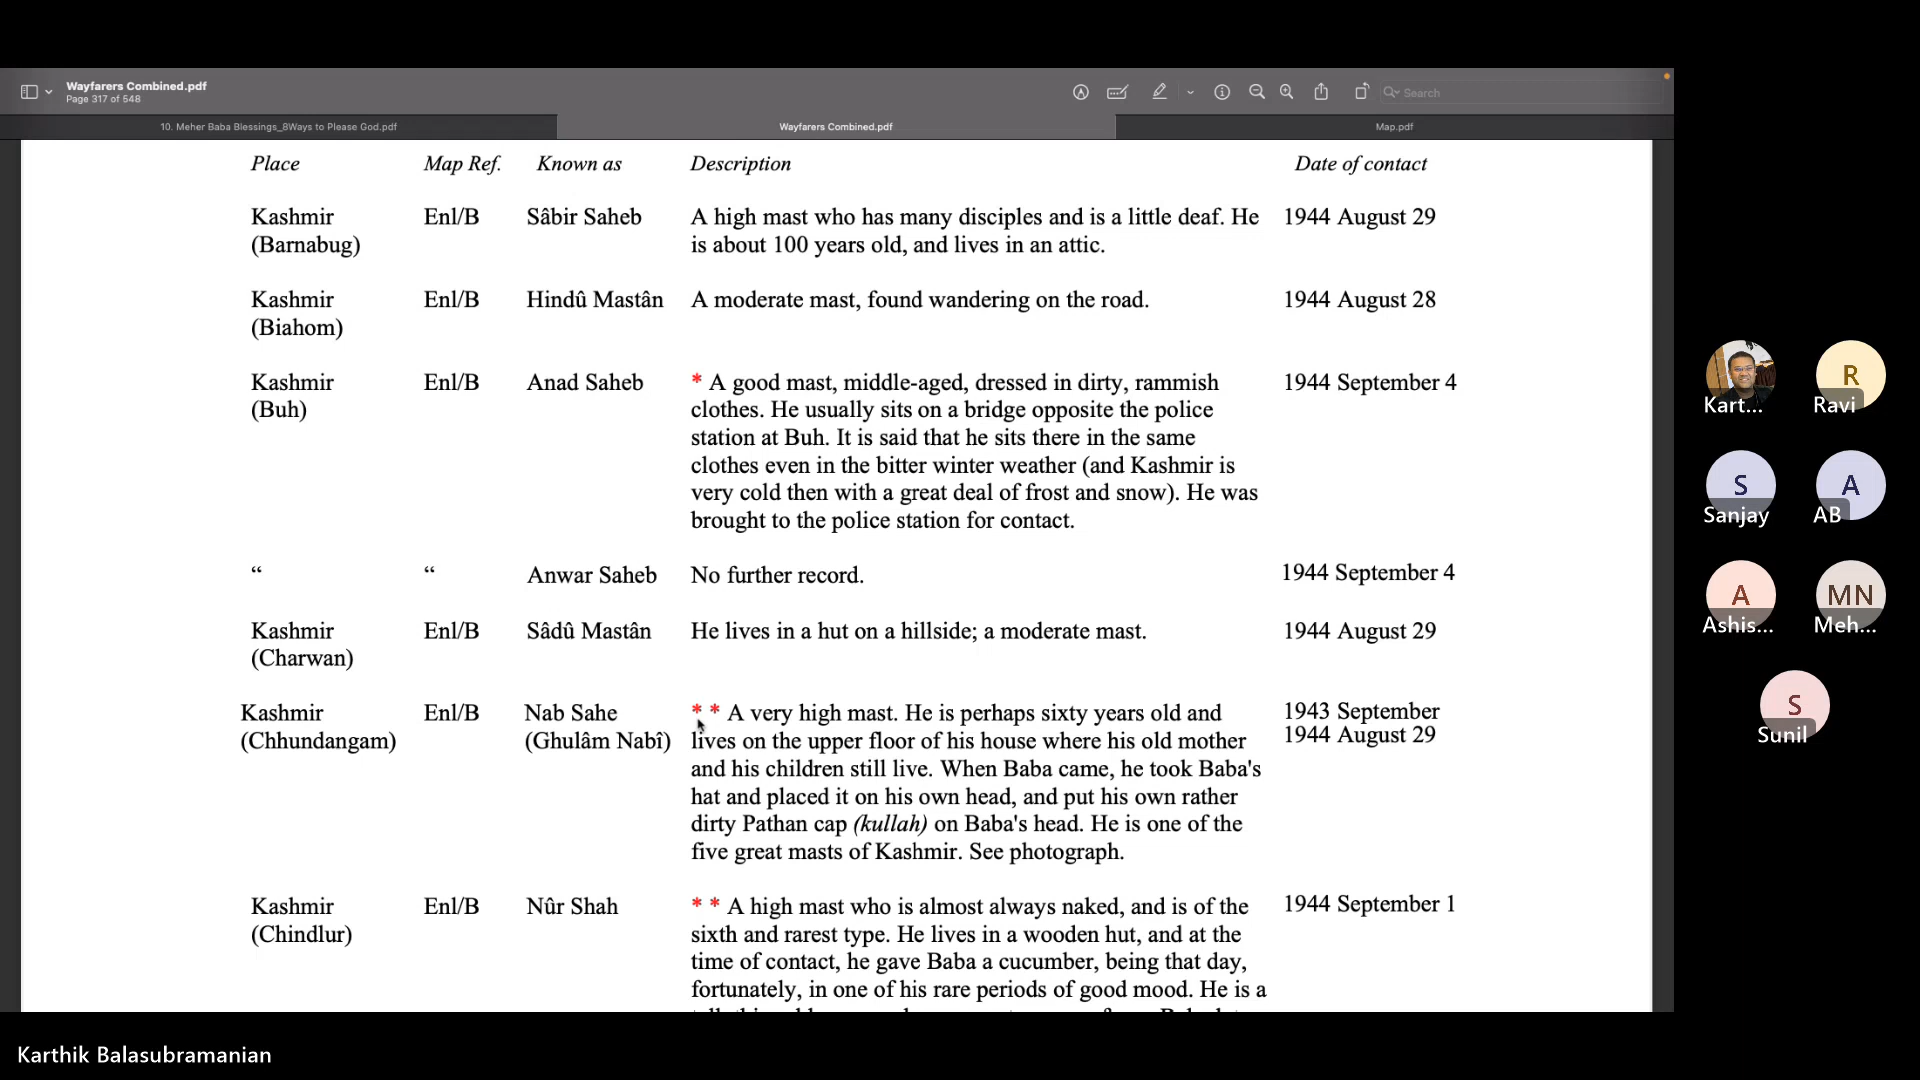 Wayfarers Combined.pdf
Page 317 of 548
Search
10. Meher Baba Blessings_8Ways to Please God.pdf
Wayfarers Combined.pdf
Map.pdf
Place Map Ref. Known as Description Date of contact
Kashmir Enl/B Sâbir Saheb A high mast who has many disciples and is a little deaf. He 1944 August 29
(Barnabug) is about 100 years old, and lives in an attic.
Kashmir Enl/B Hindû Mastân A moderate mast, found wandering on the road. 1944 August 28
(Biahom)
Kashmir Enl/B Anad Saheb * A good mast, middle-aged, dressed in dirty, rammish 1944 September 4
(Buh) clothes. He usually sits on a bridge opposite the police
station at Buh. It is said that he sits there in the same
clothes even in the bitter winter weather (and Kashmir is
very cold then with a great deal of frost and snow). He was
brought to the police station for contact.
“ “ Anwar Saheb No further record. 1944 September 4
Kashmir Enl/B Sâdû Mastân He lives in a hut on a hillside; a moderate mast. 1944 August 29
(Charwan)
Kashmir Enl/B Nab Sahe * * A very high mast. He is perhaps sixty years old and 1943 September
(Chhundangam) (Ghulâm Nabî) lives on the upper floor of his house where his old mother 1944 August 29
and his children still live. When Baba came, he took Baba's
hat and placed it on his own head, and put his own rather
dirty Pathan cap (kullah) on Baba's head. He is one of the
five great masts of Kashmir. See photograph.
Kashmir Enl/B Nûr Shah * * A high mast who is almost always naked, and is of the 1944 September 1
(Chindlur) sixth and rarest type. He lives in a wooden hut, and at the
time of contact, he gave Baba a cucumber, being that day,
fortunately, in one of his rare periods of good mood. He is a
Kart...
R
Ravi
S
Sanjay
A
AB
A
Ashis...
MN
Meh...
S
Sunil
Karthik Balasubramanian